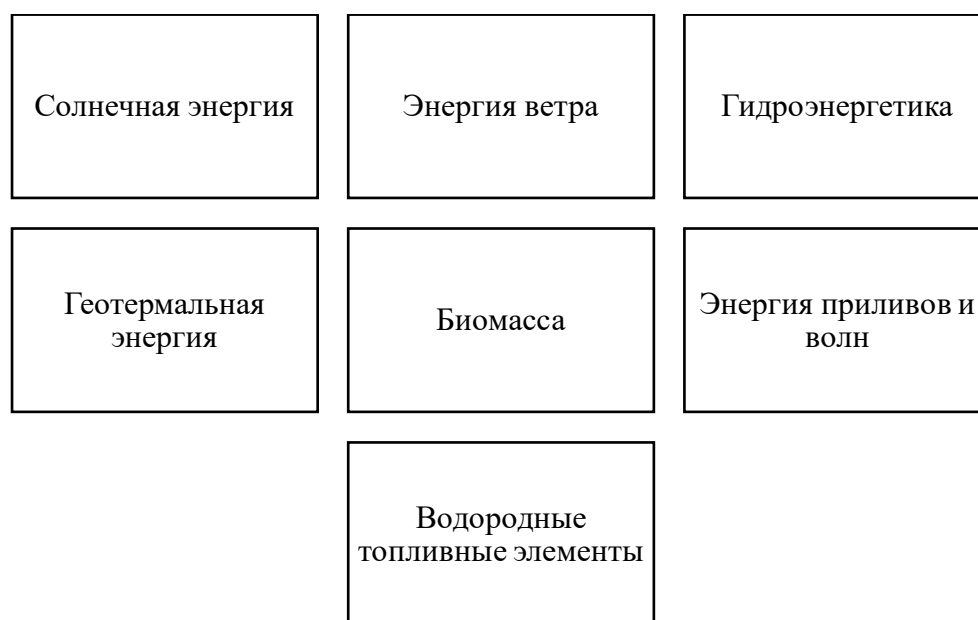 Солнечная энергия
Энергия ветра
Гидроэнергетика
Геотермальная
энергия
Биомасса
Энергия приливов и
волн
Водородные
топливные элементы